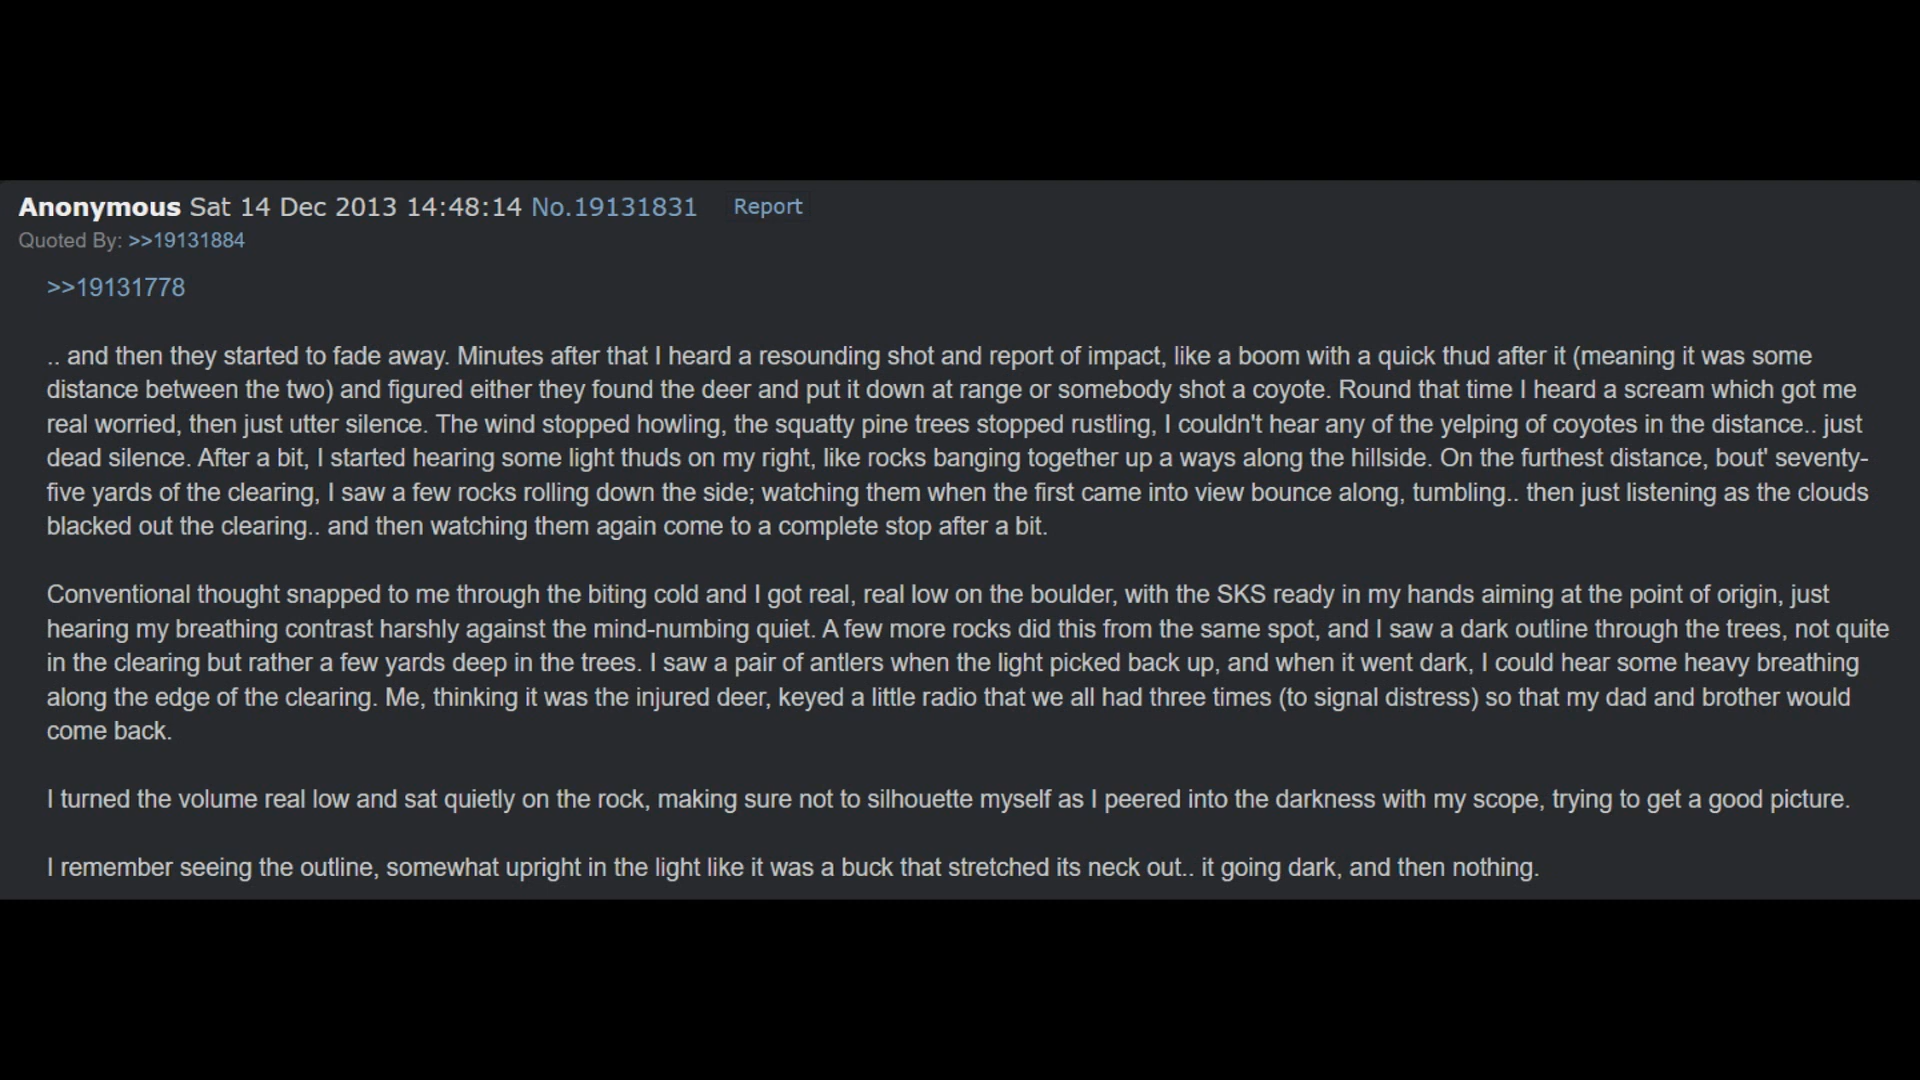 Anonymous Sat 14 Dec 2013 14:48:14 No.19131831 Report
Quoted By: >>19131884
>>19131778
.. and then they started to fade away. Minutes after that I heard a resounding shot and report of impact, like a boom with a quick thud after it (meaning it was some
distance between the two) and figured either they found the deer and put it down at range or somebody shot a coyote. Round that time I heard a scream which got me
real worried, then just utter silence. The wind stopped howling, the squatty pine trees stopped rustling, I couldn't hear any of the yelping of coyotes in the distance.. just
dead silence. After a bit, I started hearing some light thuds on my right, like rocks banging together up a ways along the hillside. On the furthest distance, bout' seventy-
five yards of the clearing, I saw a few rocks rolling down the side; watching them when the first came into view bounce along, tumbling.. then just listening as the clouds
blacked out the clearing.. and then watching them again come to a complete stop after a bit.
Conventional thought snapped to me through the biting cold and I got real, real low on the boulder, with the SKS ready in my hands aiming at the point of origin, just
hearing my breathing contrast harshly against the mind-numbing quiet. A few more rocks did this from the same spot, and I saw a dark outline through the trees, not quite
in the clearing but rather a few yards deep in the trees. I saw a pair of antlers when the light picked back up, and when it went dark, I could hear some heavy breathing
along the edge of the clearing. Me, thinking it was the injured deer, keyed a little radio that we all had three times (to signal distress) so that my dad and brother would
come back.
I turned the volume real low and sat quietly on the rock, making sure not to silhouette myself as I peered into the darkness with my scope, trying to get a good picture.
I remember seeing the outline, somewhat upright in the light like it was a buck that stretched its neck out.. it going dark, and then nothing.